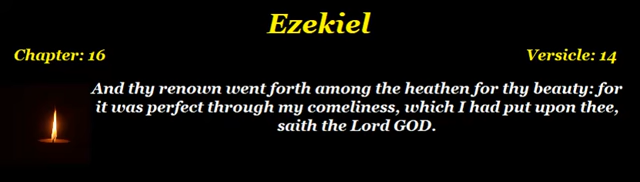 Ezekiel
Chapter: 16
Versicle: 14
And thy renown went forth among the heathen for thy beauty: for
it was perfect through my comeliness, which I had put upon thee,
saith the Lord GOD.